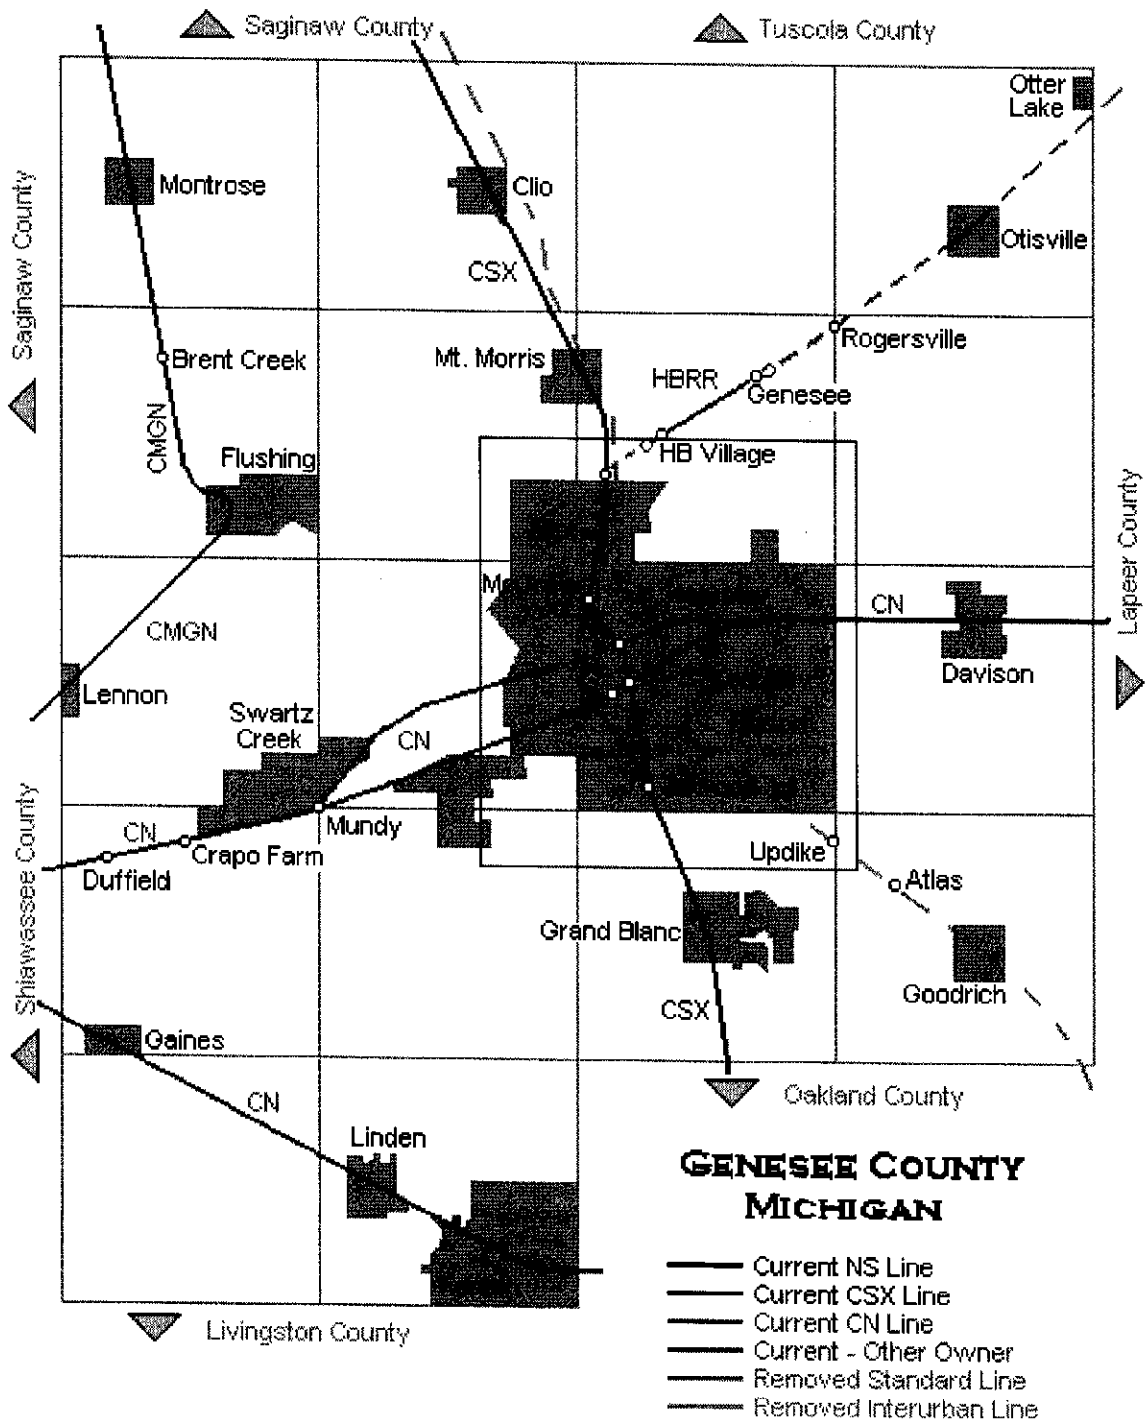 Saginaw County
Tuscola County
Otter
Lake
Montrose
Clio
Otisville
Saginaw County
CSX
Brent Creek
Mt. Morris
Rogersville
HBRR
Genesee
CMGN
Flushing
HB Village
Lapeer County
CN
CMGN
Davison
Lennon
Swartz
Creek
CN
Mundy
CN
Crapo Farm
Duffield
Updike
Atlas
Shiawassee County
Grand Blanc
Goodrich
CSX
Gaines
CN
Oakland County
Linden
GENESEE COUNTY
MICHIGAN
Current NS Line
Current CSX Line
Current CN Line
Current - Other Owner
Removed Standard Line
Removed Interurban Line
Livingston County